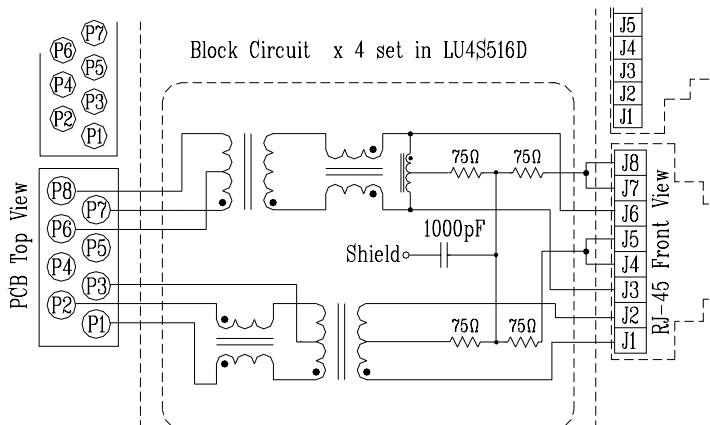 Block Circuit x 4 set in LU4S516D
P7
P6
P5
P4
P3
P2
P1
J5
J4
J3
J2
J1
PCB Top View
P8
P7
P6
P5
P4
P3
P2
P1
75Ω 75Ω
1000pF
Shield
75Ω 75Ω
J8
J7
J6
J5
J4
J3
J2
J1
RJ-45 Front View